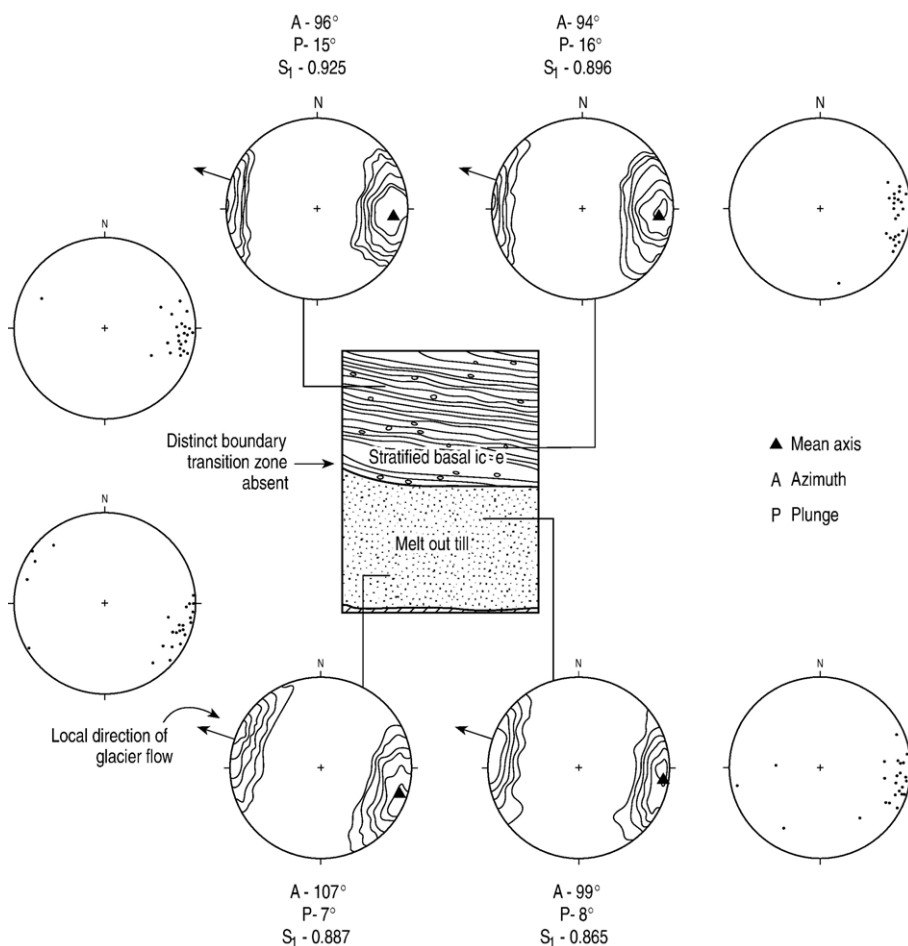 A - 96°
P- 15°
S1 - 0.925
A - 94°
P - 16°
S1 - 0.896
N
N
N
N
Distinct boundary
transition zone
absent
Stratified basal ice
Melt out till
▲ Mean axis
A Azimuth
P Plunge
N
N
N
N
Local direction of
glacier flow
A - 107°
P- 7°
S1 - 0.887
A - 99°
P - 8°
S1 - 0.865